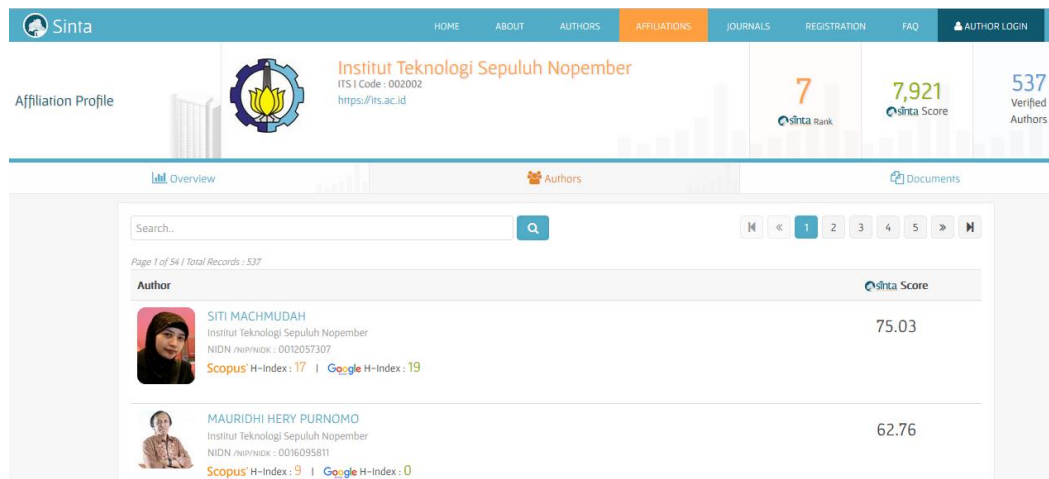 Sinta
HOME ABOUT AUTHORS AFFILIATIONS JOURNALS REGISTRATION FAQ AUTHOR LOGIN
Affiliation Profile
Institut Teknologi Sepuluh Nopember
ITS | Code : 002002
https://its.ac.id
7
sinta Rank
7,921
sinta Score
537
Verified
Authors
Overview
Authors
Documents
Search..
1 2 3 4 5
Page 1 of 54 | Total Records : 537
Author
sinta Score
SITI MACHMUDAH
Institut Teknologi Sepuluh Nopember
NIDN /NIP/NIDK : 0012057307
Scopus' H-Index : 17 | Google H-Index : 19
75.03
MAURIDHI HERY PURNOMO
Institut Teknologi Sepuluh Nopember
NIDN /NIP/NIDK : 0016095811
Scopus' H-Index : 9 | Google H-Index : 0
62.76